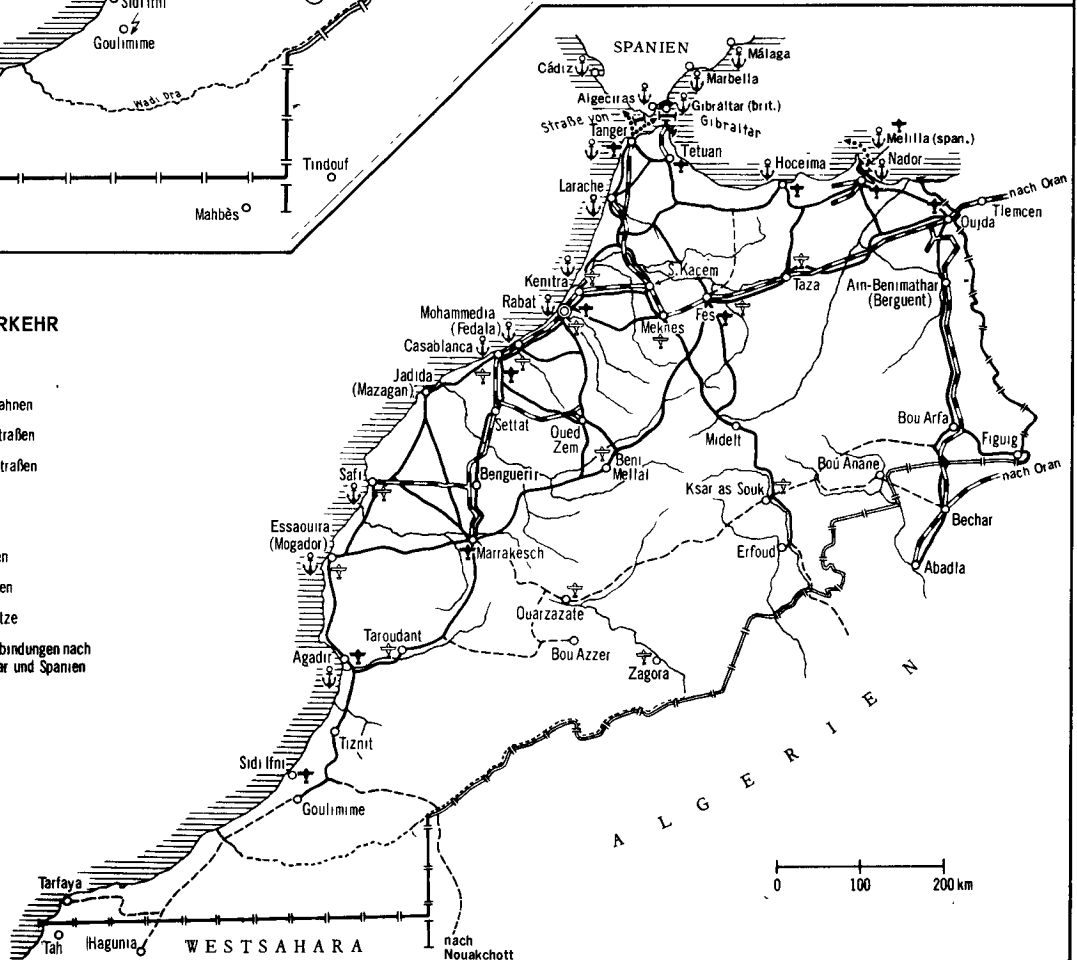 Sidi Ifni
Goulimime
Wadi Dra
Tindouf
Mahbès
RKEHR
ahnen
traßen
traßen
en
en
tze
bindungen nach
ar und Spanien
SPANIEN
Cádiz
Málaga
Marbella
Algeciras
Gibraltar (brit.)
Straße von
Gibraltar
Tanger
Tetuan
Melilla (span.)
Hoceima
Nador
Larache
nach Oran
Tlemcen
Oujda
Kenitra
S. Kacem
Rabat
Taza
Ain-Benimathar
(Berguent)
Mohammedia
(Fedala)
Meknes
Fes
Casablanca
Jadida
(Mazagan)
Settat
Oued
Zem
Midelt
Bou Arfa
Figuig
Beni
Mellal
Safi
Benguerir
Bou Anane
nach Oran
Ksar as Souk
Essaouira
(Mogador)
Bechar
Marrakesch
Erfoud
Abadla
Ouarzazate
Taroudant
Bou Azzer
Agadir
Zagora
Tiznit
Sidi Ifni
Goulimime
ALGERIEN
0 100 200 km
Tarfaya
Tah
Hagunia
WESTSAHARA
nach
Nouakchott